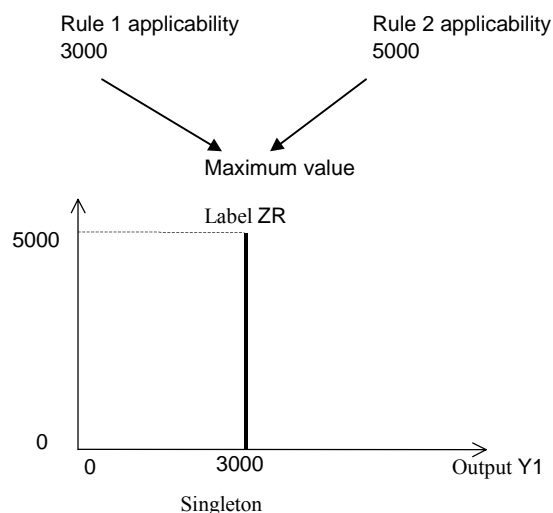 Rule 1 applicability
3000
Rule 2 applicability
5000
Maximum value
Label ZR
5000
0
0
3000
Output Y1
Singleton